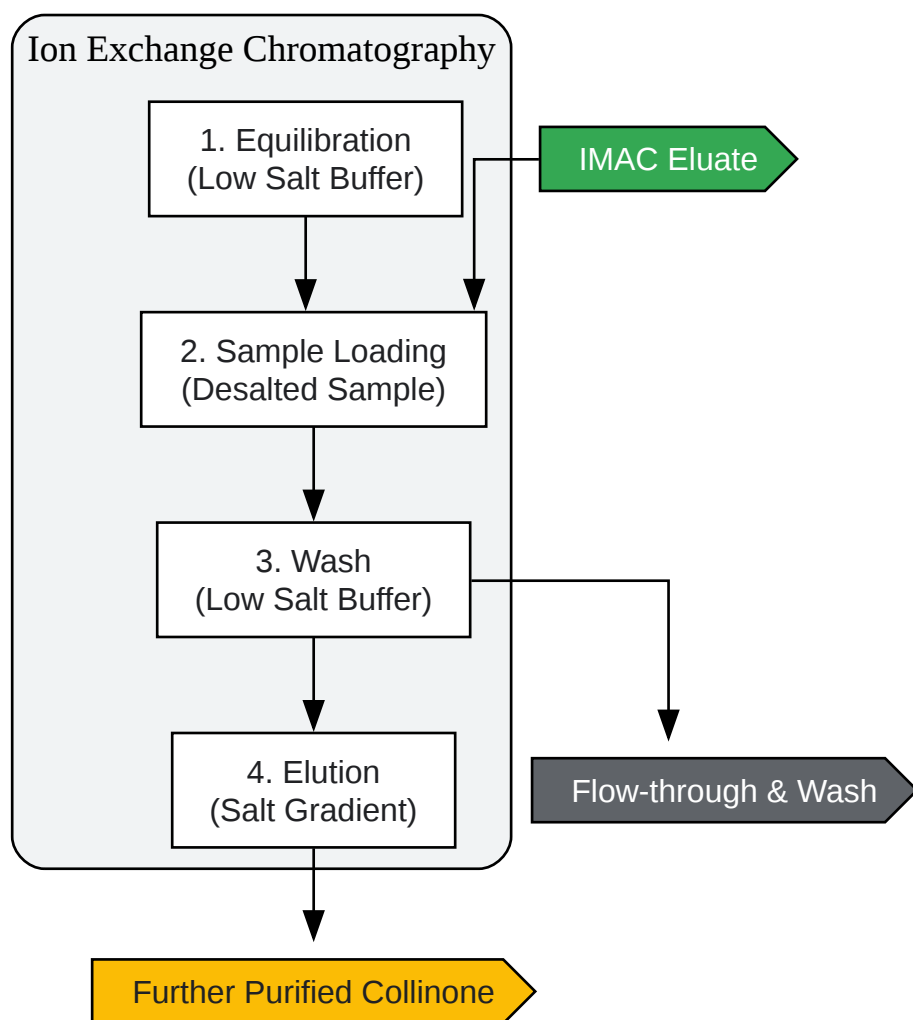 Ion Exchange Chromatography
1. Equilibration
(Low Salt Buffer)
IMAC Eluate
2. Sample Loading
(Desalted Sample)
3. Wash
(Low Salt Buffer)
4. Elution
(Salt Gradient)
Flow-through & Wash
Further Purified Collinone